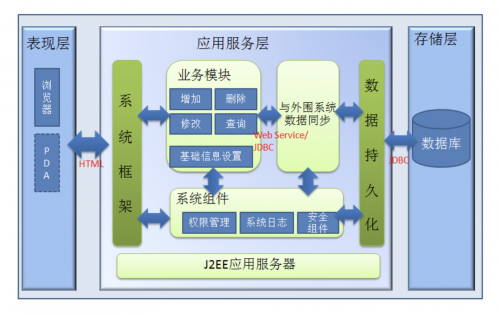 表现层
浏览器
PDA
HTML
应用服务层
系统框架
业务模块
增加
删除
修改
查询
基础信息设置
Web Service/
JDBC
与外围系统
数据同步
系统组件
权限管理
系统日志
安全
组件
J2EE应用服务器
数据持久化
JDBC
存储层
数据库